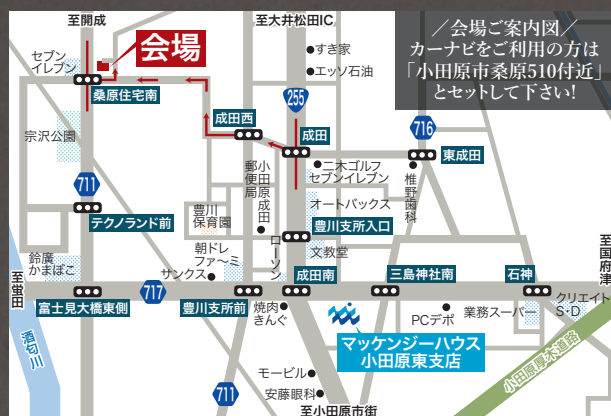 至開成
至大井松田IC
／会場ご案内図／
カーナビをご利用の方は
「小田原市桑原510付近」
とセットして下さい!
セブン
イレブン
会場
すき家
エッソ石油
桑原住宅南
255
成田西
成田
716
宗沢公園
東成田
二木ゴルフ
セブンイレブン
小田原成田
郵便局
椎野歯科
711
豊川
保育園
オートバックス
テクノランド前
豊川支所入口
至国府津
鈴廣
かまぼこ
朝ドレ
ファ〜ミ
ローソン
文教堂
至蛍田
サンクス
成田南
三島神社南
石神
717
富士見大橋東側
豊川支所前
焼肉
きんぐ
PCデポ
業務スーパー
クリエイト
S・D
酒匂川
マッケンジーハウス
小田原東支店
小田原厚木道路
モービル
711
安藤眼科
至小田原市街